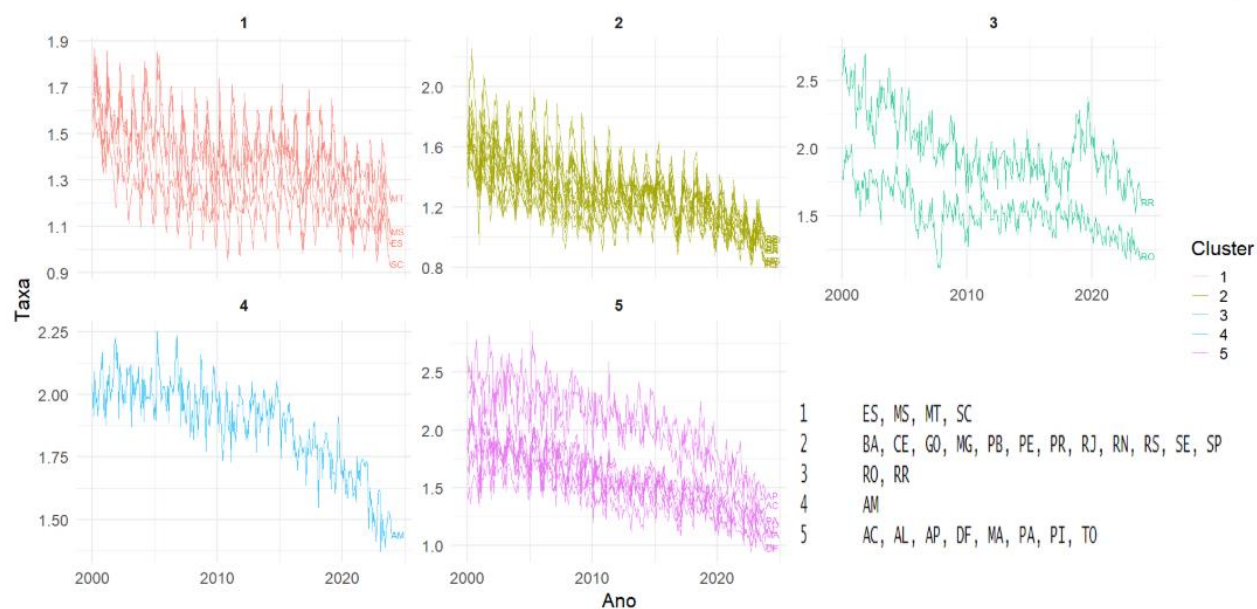 1
1.9
1.7
1.5
1.3
1.1
0.9
MT
MS
ES
SC
2
2.0
1.6
1.2
0.8
3
2.5
2.0
1.5
RR
RO
2000 2010 2020
Taxa
4
2.25
2.00
1.75
1.50
AM
2000 2010 2020
5
2.5
2.0
1.5
1.0
AP
AC
DF
2000 2010 2020
Ano
Cluster
1
2
3
4
5
1 ES, MS, MT, SC
2 BA, CE, GO, MG, PB, PE, PR, RJ, RN, RS, SE, SP
3 RO, RR
4 AM
5 AC, AL, AP, DF, MA, PA, PI, TO